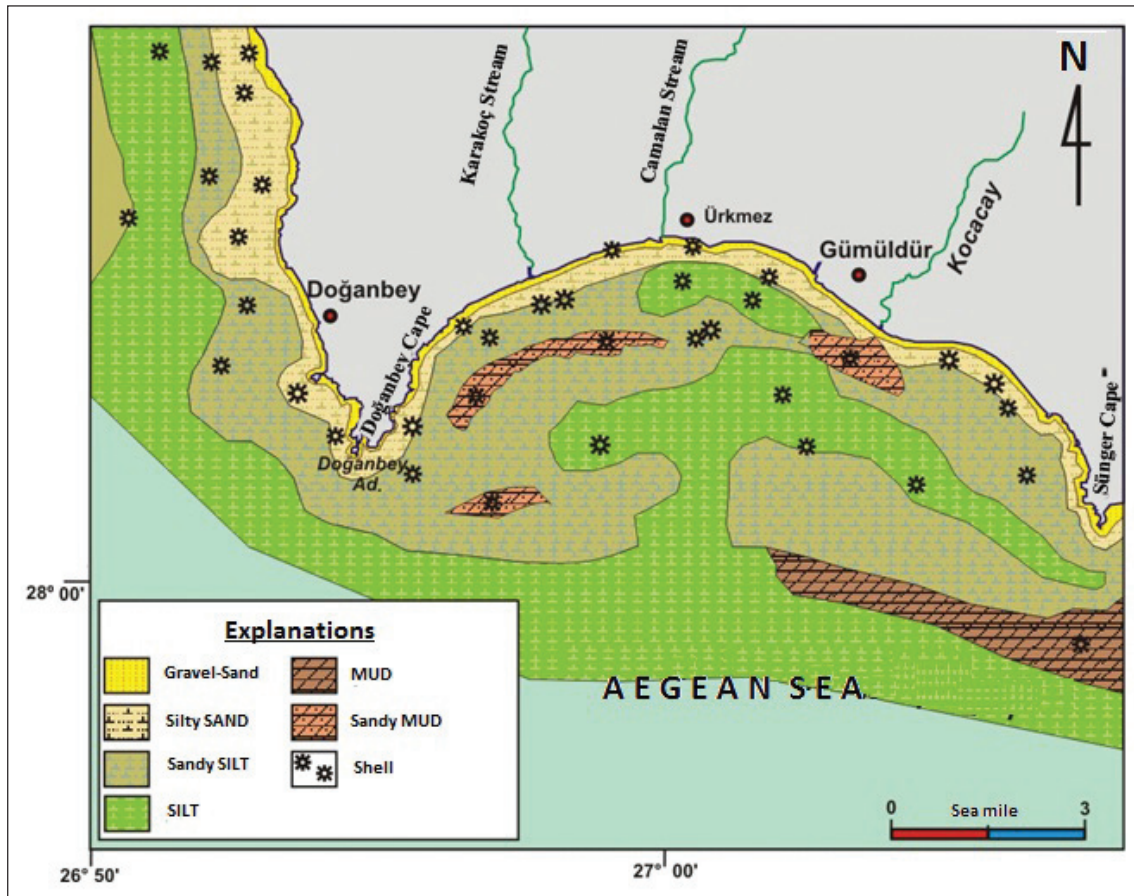 N
Karakoç Stream
Camalan Stream
Ürkmez
Gümüldür
Kocacay
Doğanbey
Doğanbey Cape
Sünger Cape
Doğanbey
Ad.
28 00'
Explanations
Gravel-Sand
MUD
Silty SAND
Sandy MUD
Sandy SILT
Shell
SILT
AEGEAN SEA
0
Sea mile
3
26 50'
27° 00'